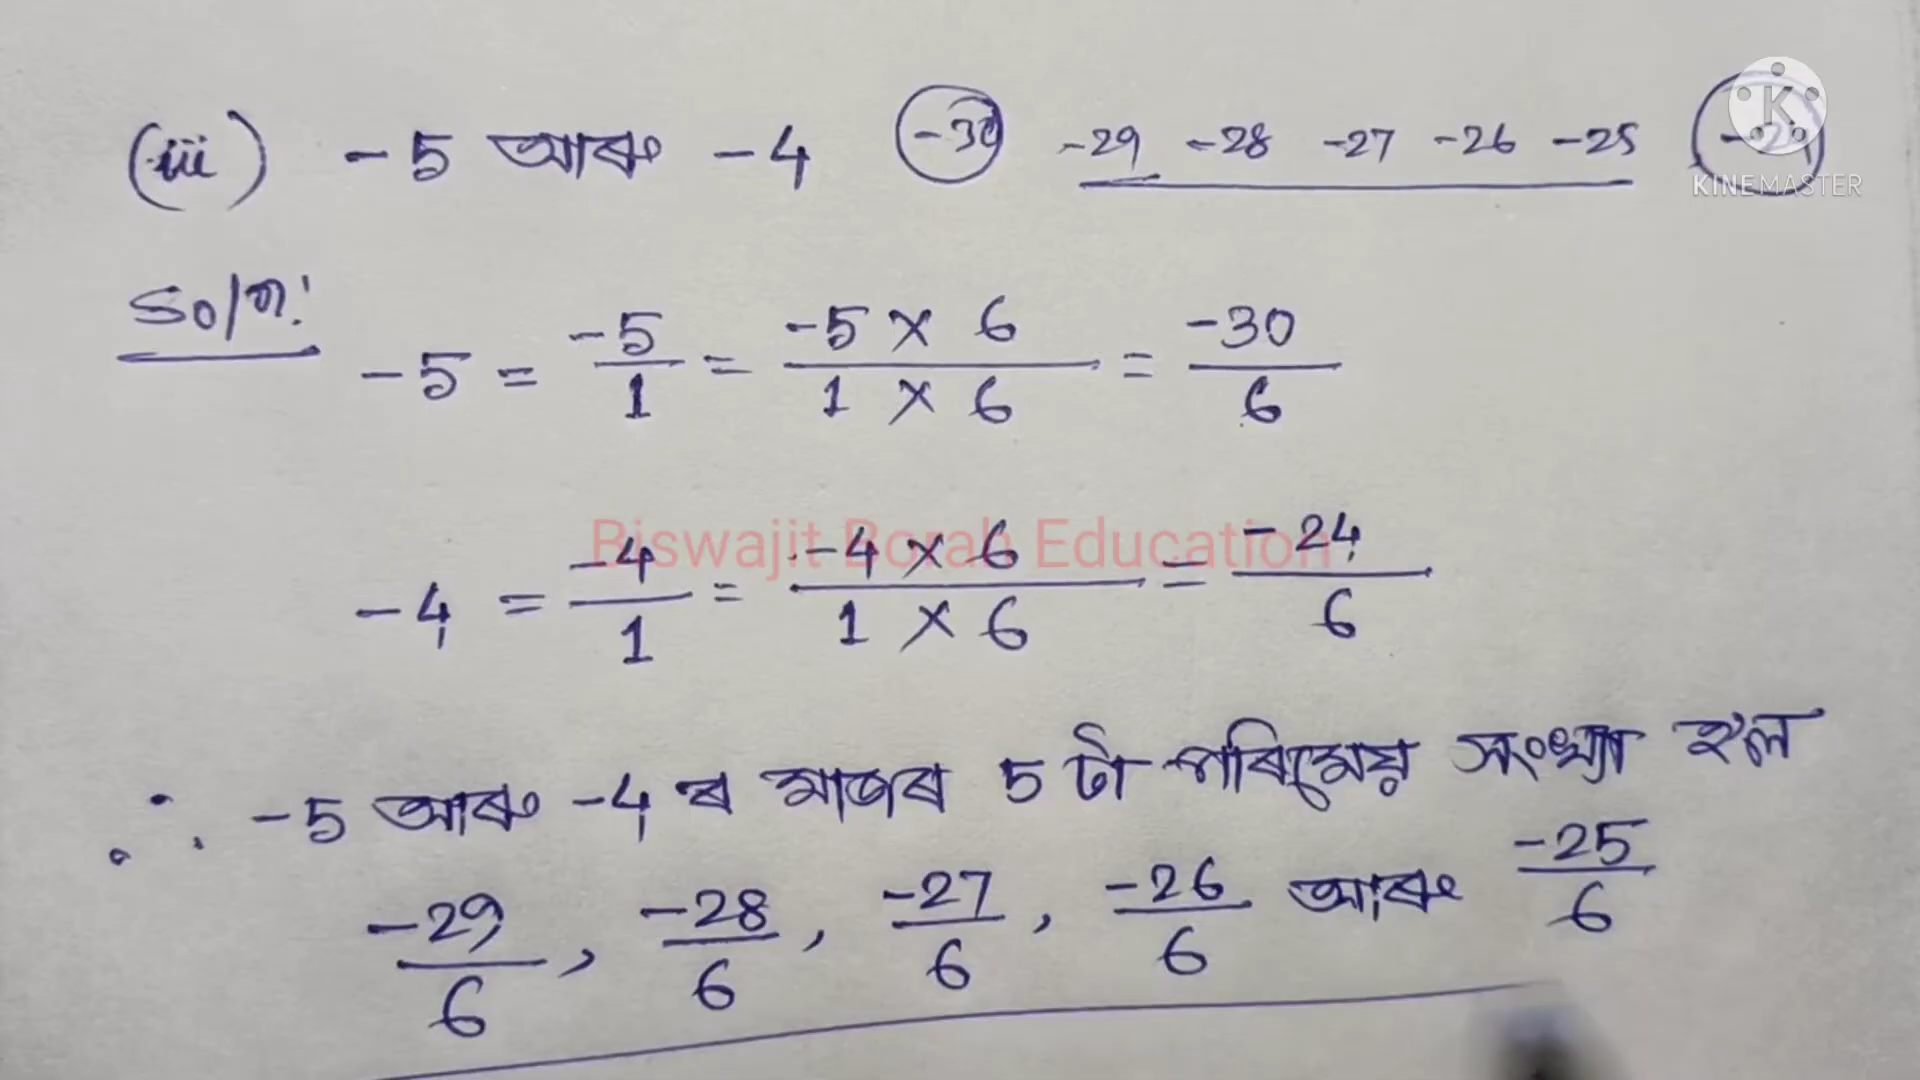 (iii) -5 আৰু -4 -30 -29 -28 -27 -26 -25 -24
KINEMASTER
Soln:
-5 = -5/1 = -5 × 6/1 × 6 = -30/6
Biswajit Borah Education
-4 = -4/1 = -4 × 6/1 × 6 = -24/6
∴ -5 আৰু -4 ৰ মাজৰ 5 টা পৰিমেয় সংখ্যা হ'ল
-29/6, -28/6, -27/6, -26/6 আৰু -25/6